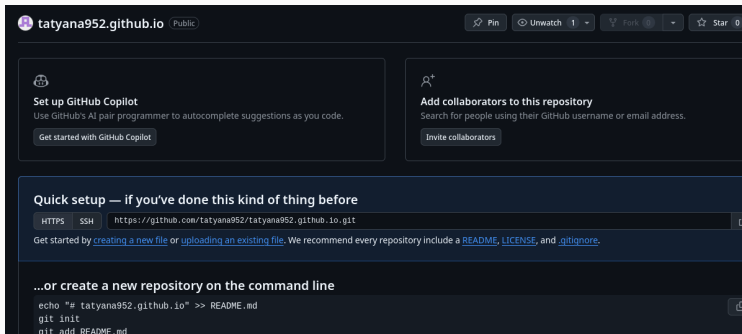 tatyana952.github.io Public
Pin Unwatch 1 Fork 0 Star 0
Set up GitHub Copilot
Use GitHub's AI pair programmer to autocomplete suggestions as you code.
Get started with GitHub Copilot
Add collaborators to this repository
Search for people using their GitHub username or email address.
Invite collaborators
Quick setup — if you've done this kind of thing before
HTTPS SSH https://github.com/tatyana952/tatyana952.github.io.git
Get started by creating a new file or uploading an existing file. We recommend every repository include a README, LICENSE, and .gitignore.
...or create a new repository on the command line
echo "# tatyana952.github.io" >> README.md
git init
git add README.md